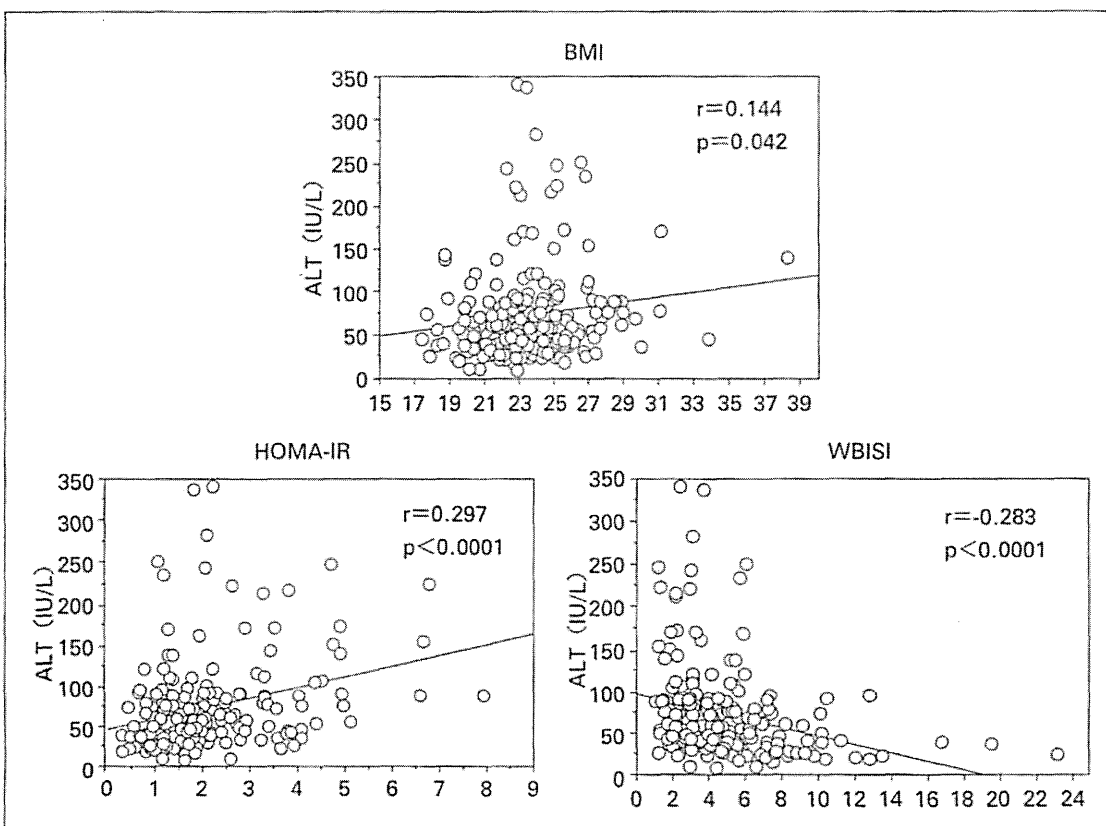 BMI
350
300
250
200
150
100
50
0
ALT (IU/L)
r=0.144
p=0.042
15 17 19 21 23 25 27 29 31 33 35 37 39
HOMA-IR
350
300
250
200
150
100
50
0
ALT (IU/L)
r=0.297
p<0.0001
0 1 2 3 4 5 6 7 8 9
WBISI
350
300
250
200
150
100
50
0
ALT (IU/L)
r=-0.283
p<0.0001
0 2 4 6 8 10 12 14 16 18 20 22 24